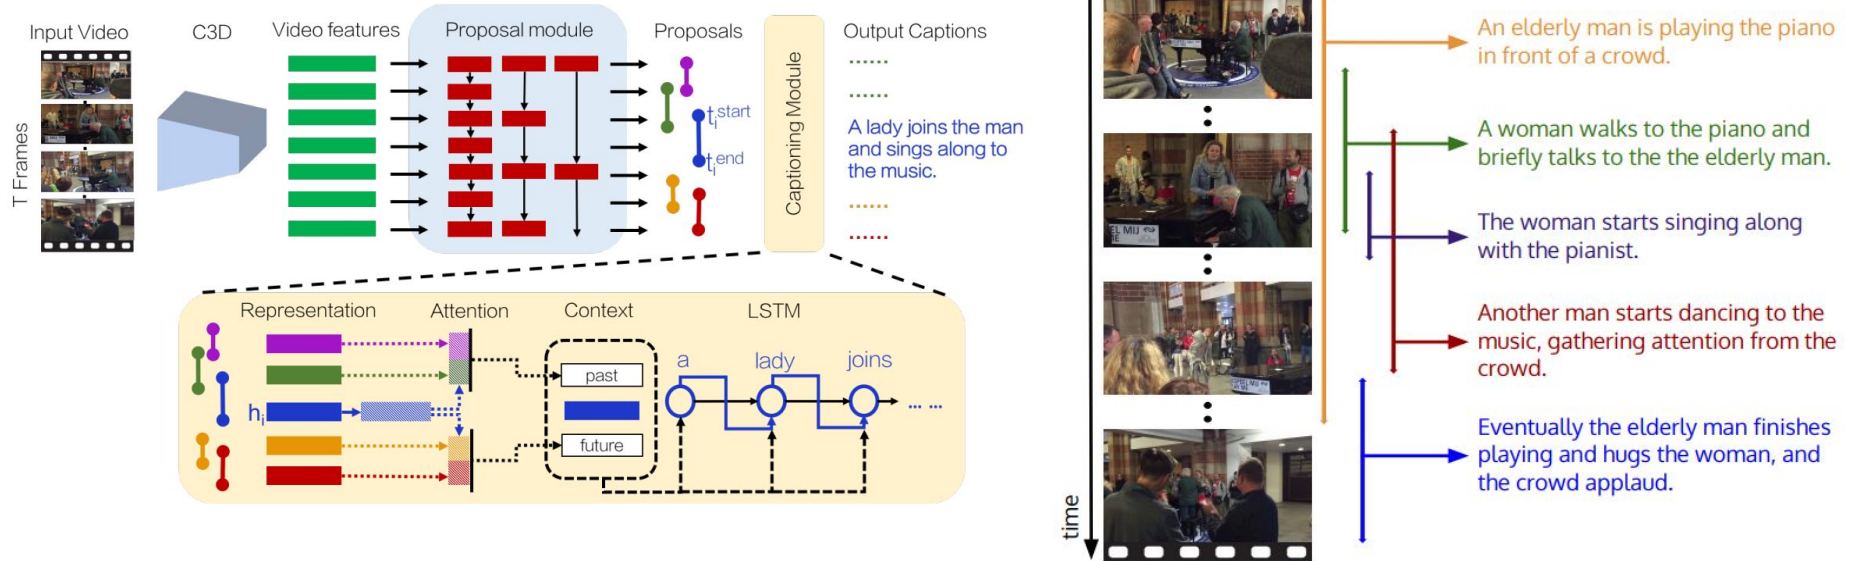 Input Video
C3D
Video features
Proposal module
Proposals
Captioning Module
Output Captions
T Frames
t_i^start
t_i^end
......
......
A lady joins the man
and sings along to
the music.
......
......
Representation
Attention
Context
LSTM
h_i
past
future
a
lady
joins
... ...
time
An elderly man is playing the piano
in front of a crowd.
A woman walks to the piano and
briefly talks to the the elderly man.
The woman starts singing along
with the pianist.
Another man starts dancing to the
music, gathering attention from the
crowd.
Eventually the elderly man finishes
playing and hugs the woman, and
the crowd applaud.